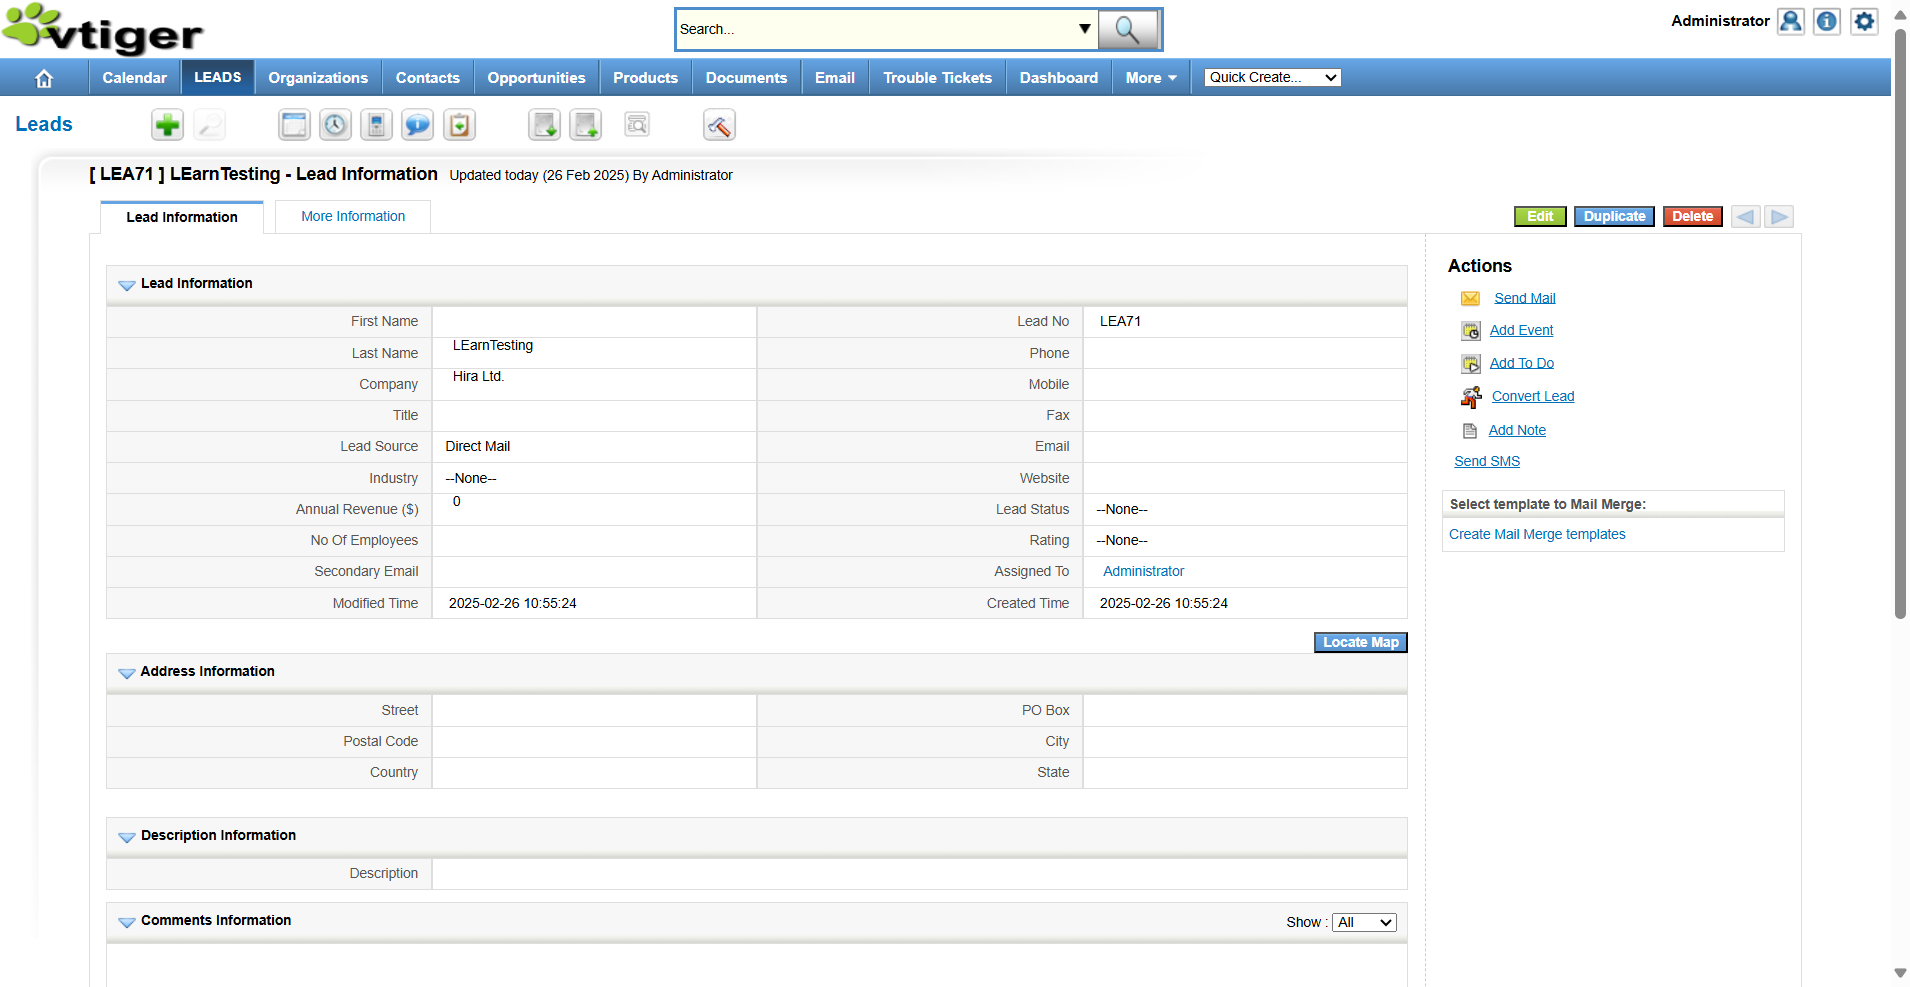 vtiger
Search...
Administrator
Calendar LEADS Organizations Contacts Opportunities Products Documents Email Trouble Tickets Dashboard More Quick Create...
Leads
[ LEA71 ] LEarnTesting - Lead Information Updated today (26 Feb 2025) By Administrator
Lead Information More Information
Edit Duplicate Delete
Lead Information
First Name Lead No LEA71
Last Name LEarnTesting Phone
Company Hira Ltd. Mobile
Title Fax
Lead Source Direct Mail Email
Industry --None-- Website
Annual Revenue ($) 0 Lead Status --None--
No Of Employees Rating --None--
Secondary Email Assigned To Administrator
Modified Time 2025-02-26 10:55:24 Created Time 2025-02-26 10:55:24
Locate Map
Address Information
Street PO Box
Postal Code City
Country State
Description Information
Description
Comments Information Show : All
Actions
Send Mail
Add Event
Add To Do
Convert Lead
Add Note
Send SMS
Select template to Mail Merge:
Create Mail Merge templates